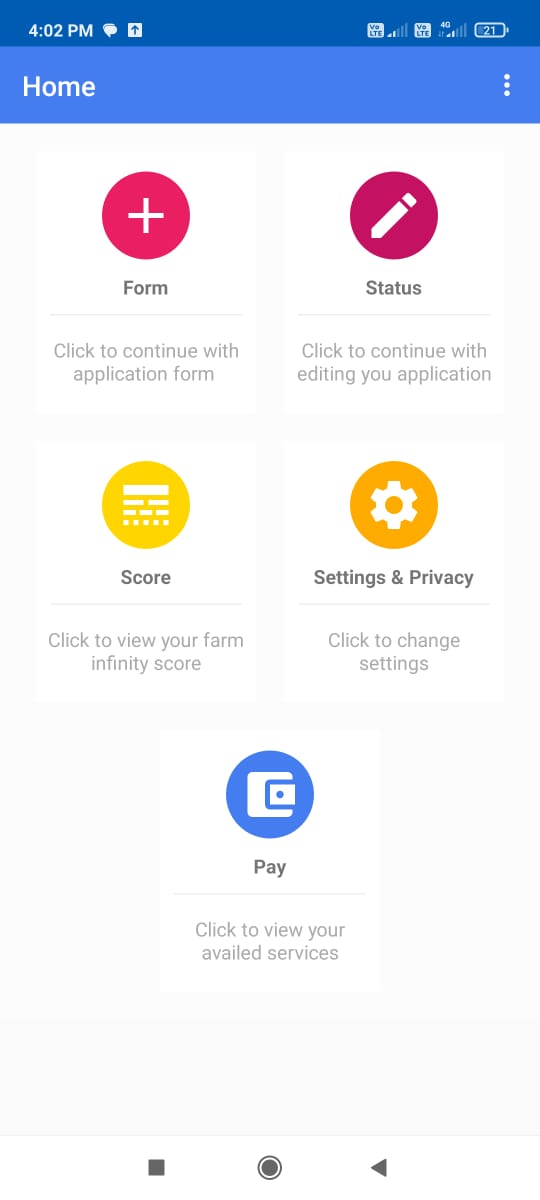 4:02 PM
Vo
LTE
Vo
LTE
4G
21
Home
Form
Status
Click to continue with
application form
Click to continue with
editing you application
Score
Settings & Privacy
Click to view your farm
infinity score
Click to change
settings
Pay
Click to view your
availed services